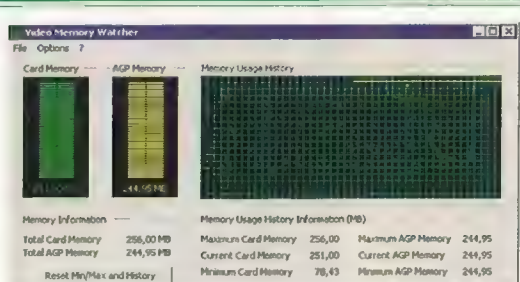 Video Memory Watcher
File Options ?
Card Memory AGP Memory Memory Usage History
244,95 MB
Memory Information Memory Usage History Information (MB)
Total Card Memory 256,00 MB Maximum Card Memory 256,00 Maximum AGP Memory 244,95
Total AGP Memory 244,95 MB Current Card Memory 251,00 Current AGP Memory 244,95
Reset Min/Max and History Minimum Card Memory 78,43 Minimum AGP Memory 244,95